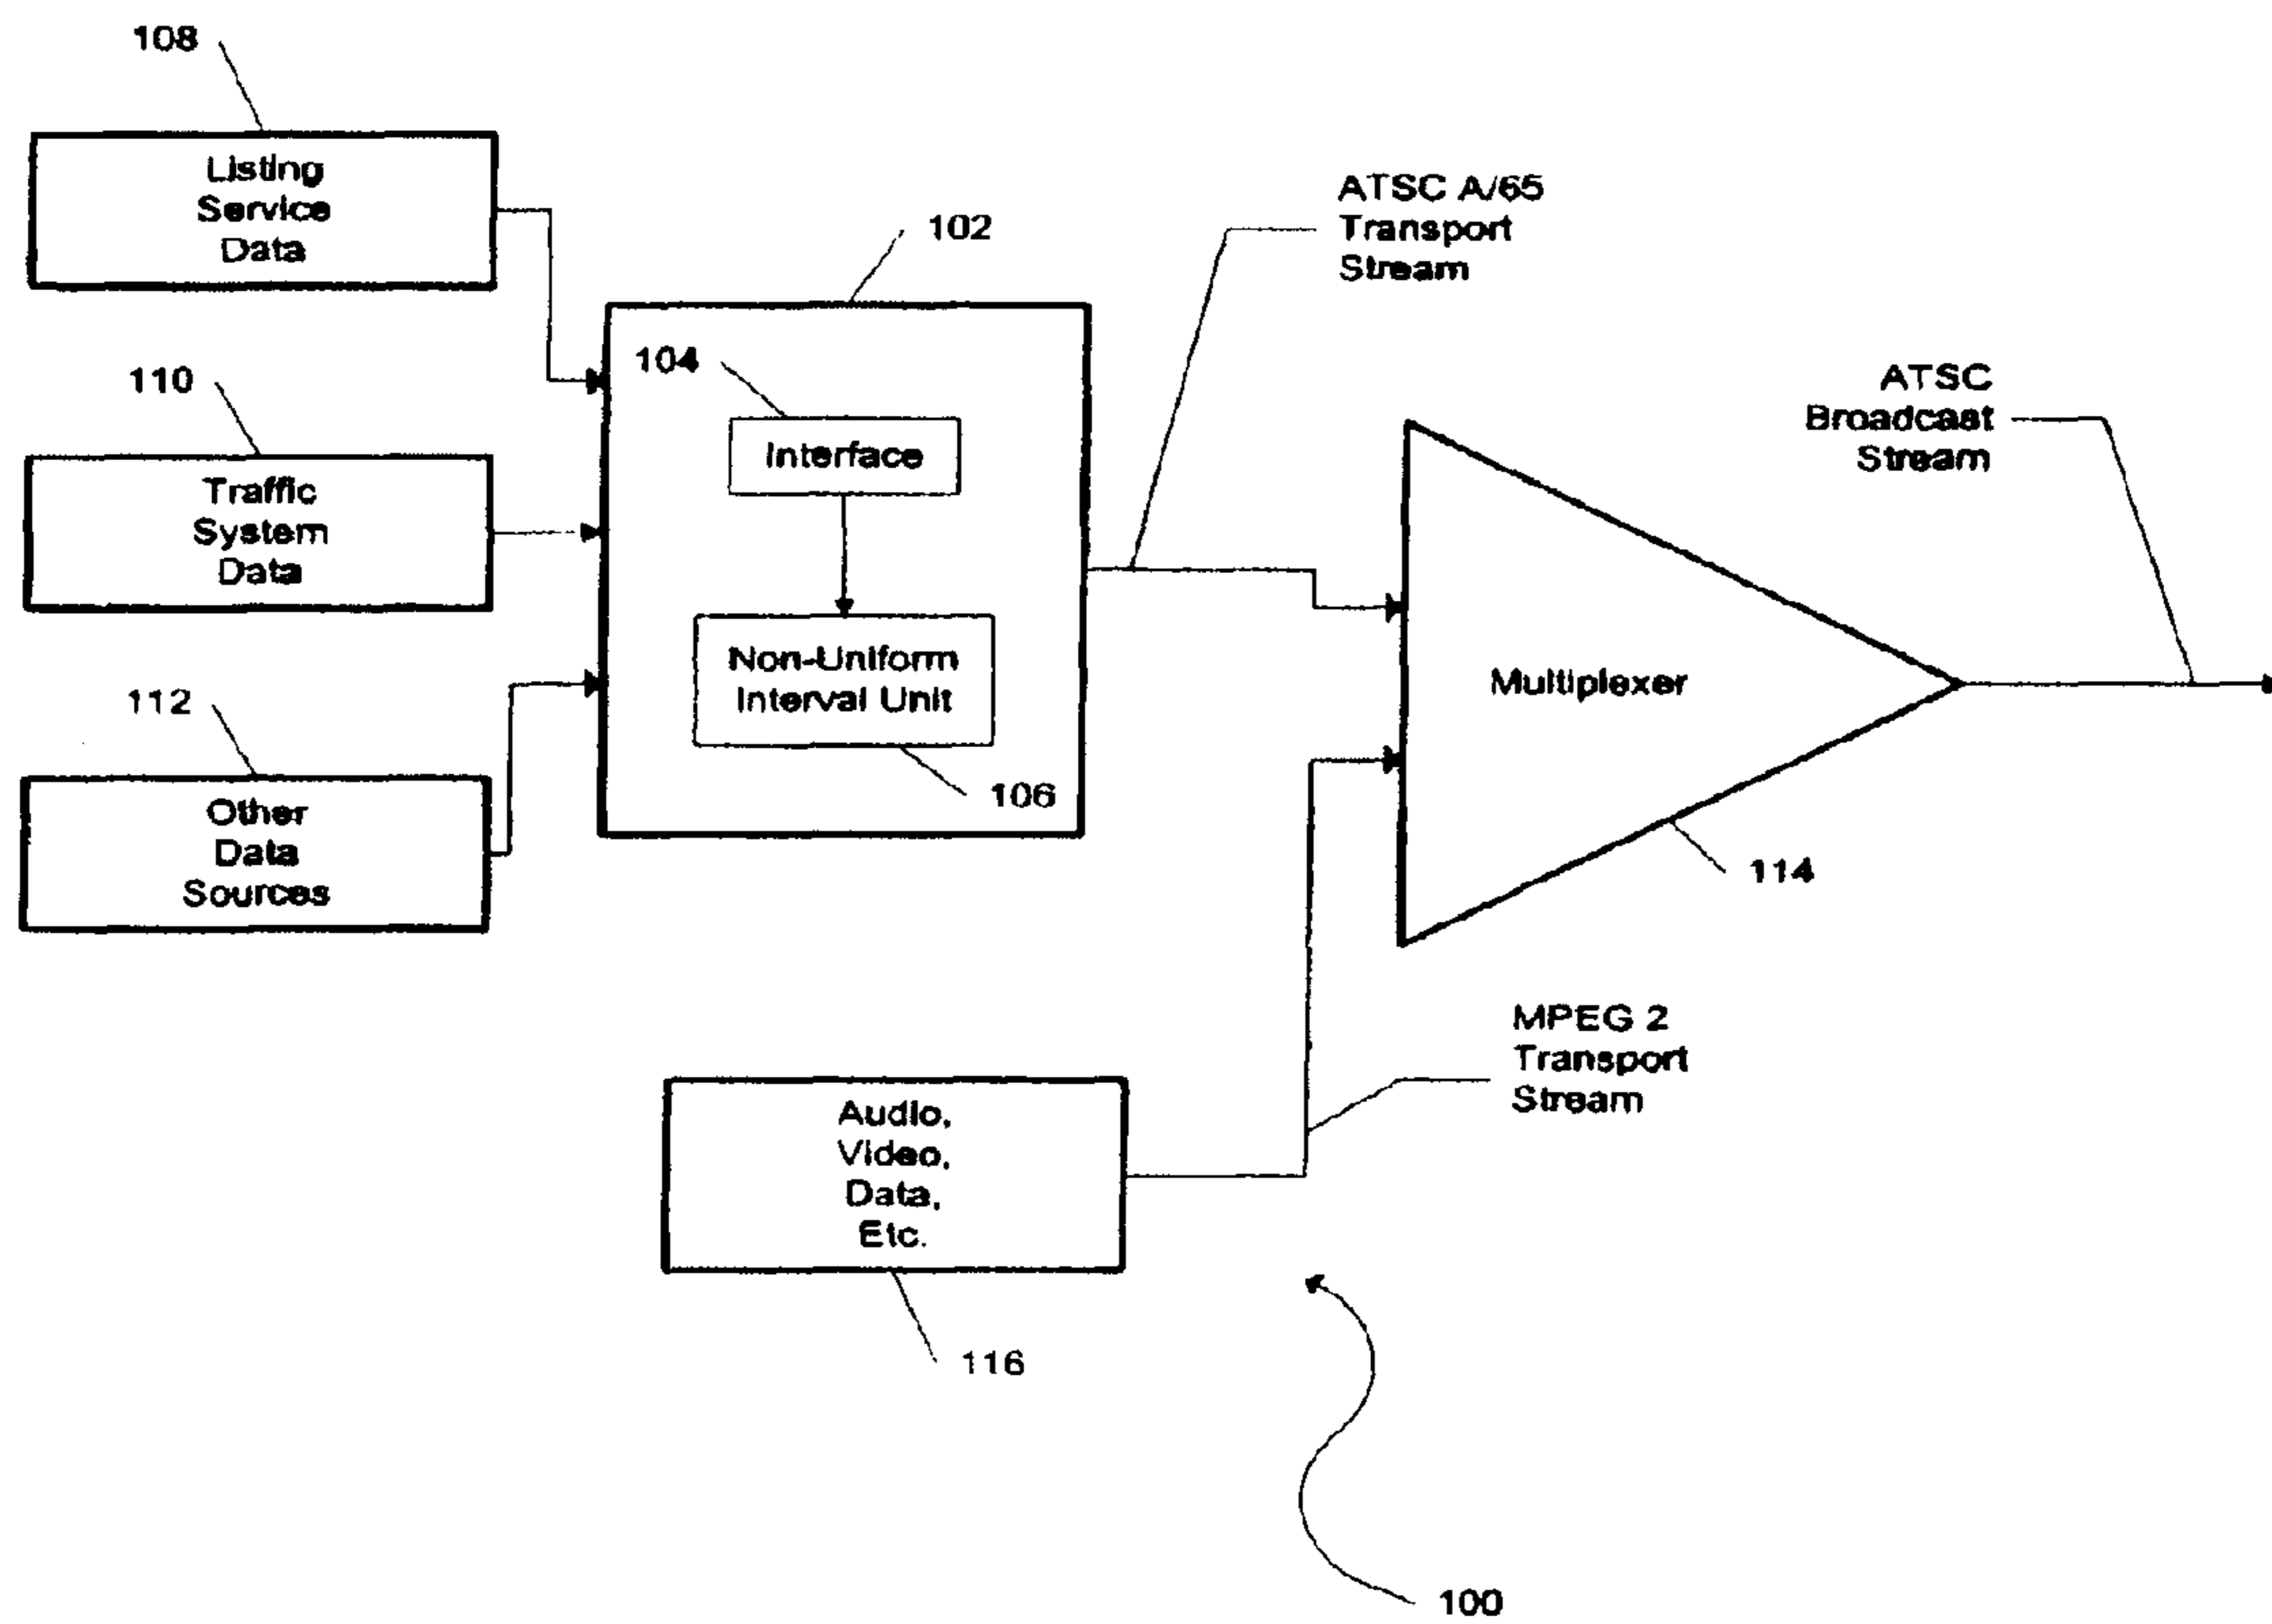 108
Listing
Service
Data
102
ATSC A/65
Transport
Stream
104
110
Interface
ATSC
Broadcast
Stream
Traffic
System
Data
112
Non-Uniform
Interval Unit
Multiplexer
106
Other
Data
Sources
114
MPEG 2
Transport
Stream
Audio,
Video,
Data,
Etc.
116
100